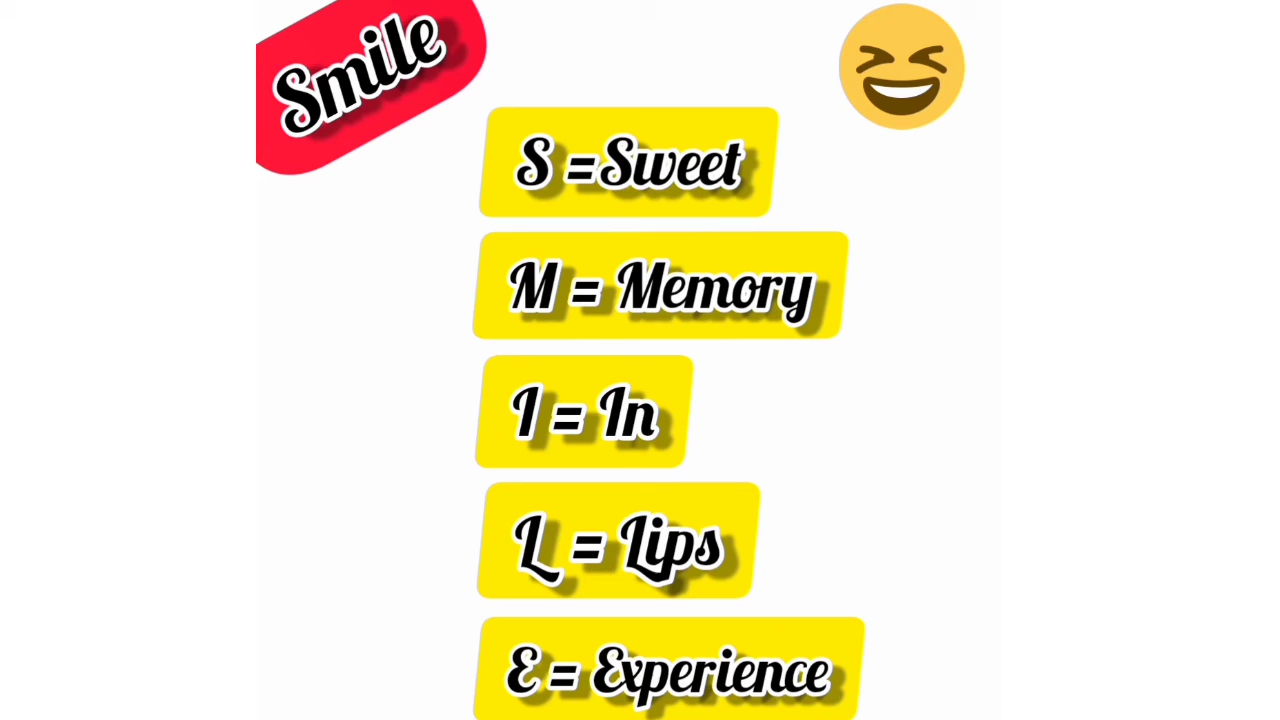 Smile
S =Sweet
M = Memory
I = In
L = Lips
E = Experience